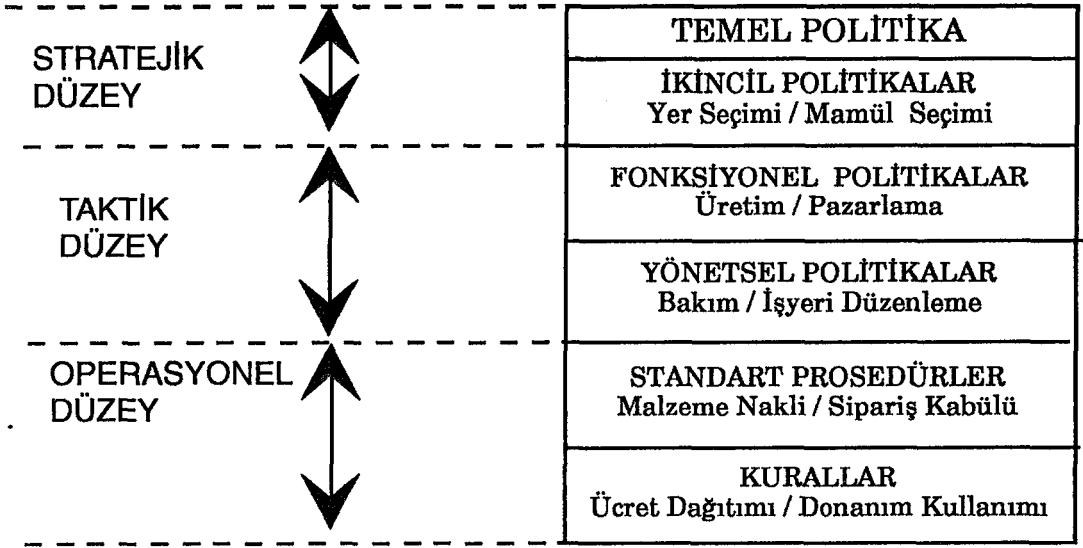 STRATEJİK
DÜZEY
TEMEL POLİTİKA
İKİNCİL POLİTİKALAR
Yer Seçimi / Mamül Seçimi
TAKTİK
DÜZEY
FONKSİYONEL POLİTİKALAR
Üretim / Pazarlama
YÖNETSEL POLİTİKALAR
Bakım / İşyeri Düzenleme
OPERASYONEL
DÜZEY
STANDART PROSEDÜRLER
Malzeme Nakli / Sipariş Kabülü
KURALLAR
Ücret Dağıtımı / Donanım Kullanımı